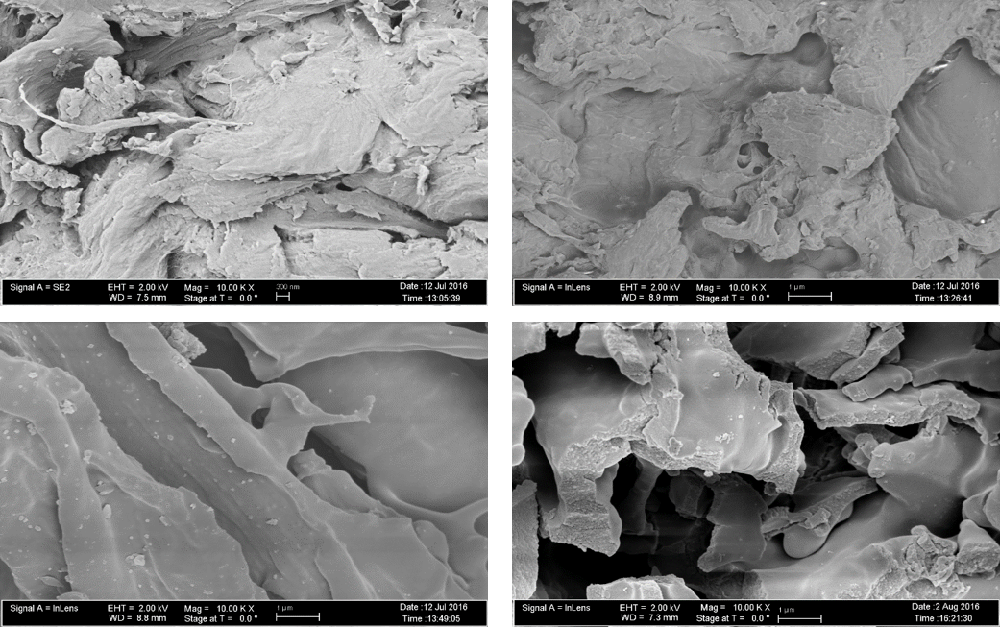 Signal A = SE2 EHT = 2.00 kV Mag = 10.00 K X 300 nm Date :12 Jul 2016
WD = 7.5 mm Stage at T = 0.0 ° Time :13:05:39
Signal A = InLens EHT = 2.00 kV Mag = 10.00 K X 1 µm Date :12 Jul 2016
WD = 8.9 mm Stage at T = 0.0 ° Time :13:26:41
Signal A = InLens EHT = 2.00 kV Mag = 10.00 K X 1 µm Date :12 Jul 2016
WD = 8.8 mm Stage at T = 0.0 ° Time :13:49:05
Signal A = InLens EHT = 2.00 kV Mag = 10.00 K X 1 µm Date :2 Aug 2016
WD = 7.3 mm Stage at T = 0.0 ° Time :16:21:30